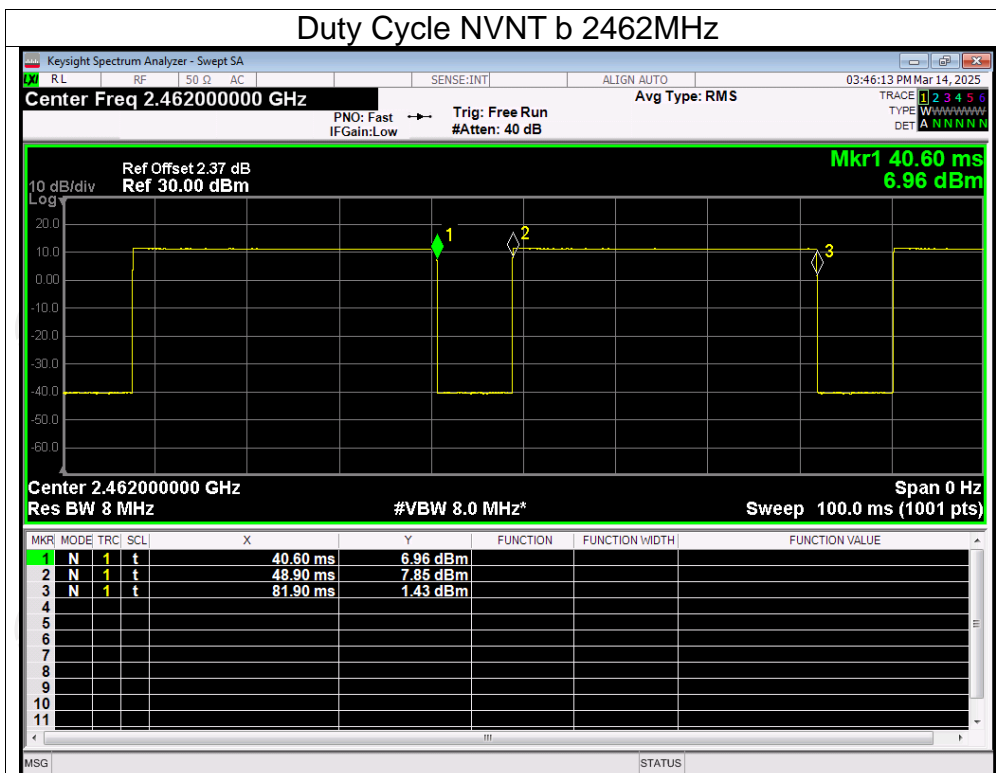 Duty Cycle NVNT b 2462MHz
Keysight Spectrum Analyzer - Swept SA
LXI RL RF 50 Ω AC SENSE:INT ALIGN AUTO 03:46:13 PM Mar 14, 2025
Center Freq 2.462000000 GHz Avg Type: RMS TRACE 1 2 3 4 5 6
PNO: Fast Trig: Free Run TYPE WWWWWW
IFGain:Low #Atten: 40 dB DET A N N N N N
Mkr1 40.60 ms
6.96 dBm
Ref Offset 2.37 dB
10 dB/div Ref 30.00 dBm
Log
20.0
10.0
0.00
-10.0
-20.0
-30.0
-40.0
-50.0
-60.0
1
2
3
Center 2.462000000 GHz Span 0 Hz
Res BW 8 MHz #VBW 8.0 MHz* Sweep 100.0 ms (1001 pts)
MKR MODE TRC SCL X Y FUNCTION FUNCTION WIDTH FUNCTION VALUE
1 N 1 t 40.60 ms 6.96 dBm
2 N 1 t 48.90 ms 7.85 dBm
3 N 1 t 81.90 ms 1.43 dBm
4
5
6
7
8
9
10
11
MSG STATUS